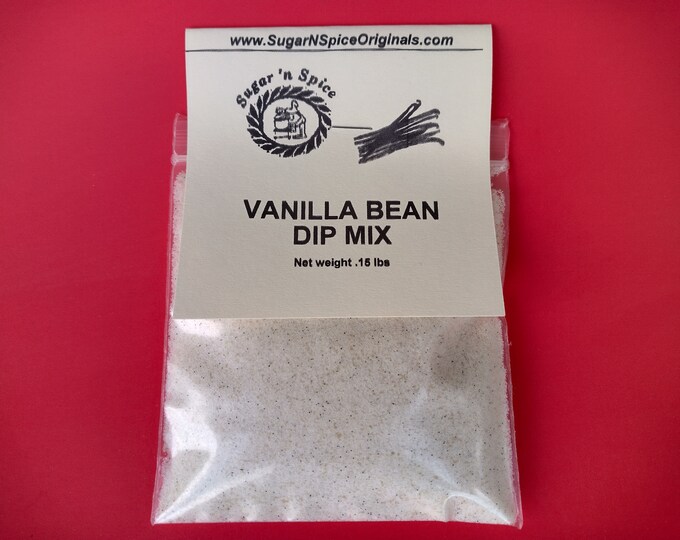 www.SugarNSpiceOriginals.com
Sugar 'n Spice
VANILLA BEAN
DIP MIX
Net weight .15 lbs